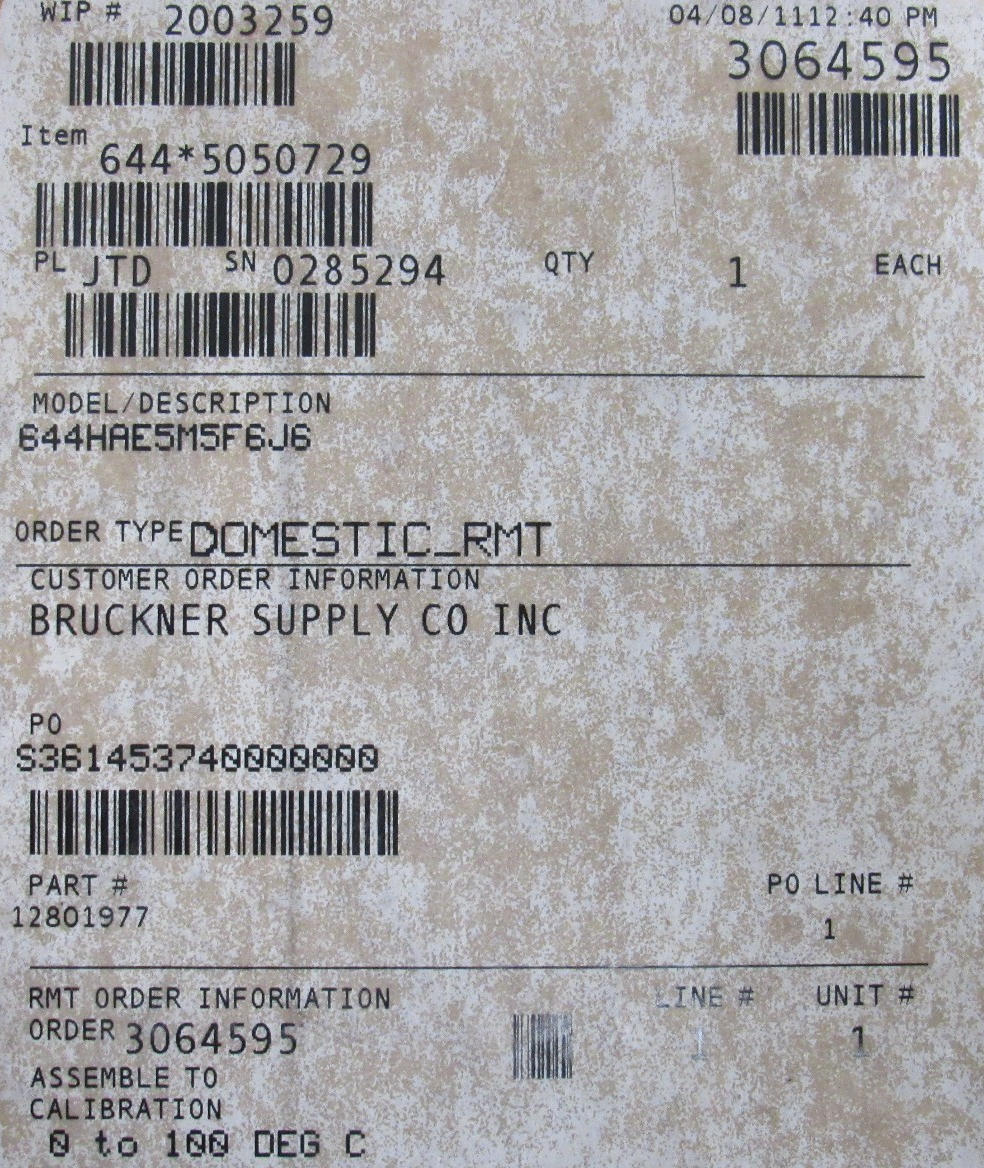 WIP # 2003259 04/08/1112:40 PM
3064595
Item
644*5050729
PL JTD SN 0285294 QTY 1 EACH
MODEL/DESCRIPTION
644HAE5M5F6J6
ORDER TYPE DOMESTIC_RMT
CUSTOMER ORDER INFORMATION
BRUCKNER SUPPLY CO INC
PO
S361453740000000
PART # PO LINE #
12801977 1
RMT ORDER INFORMATION LINE # UNIT #
ORDER 3064595 1 1
ASSEMBLE TO
CALIBRATION
0 to 100 DEG C